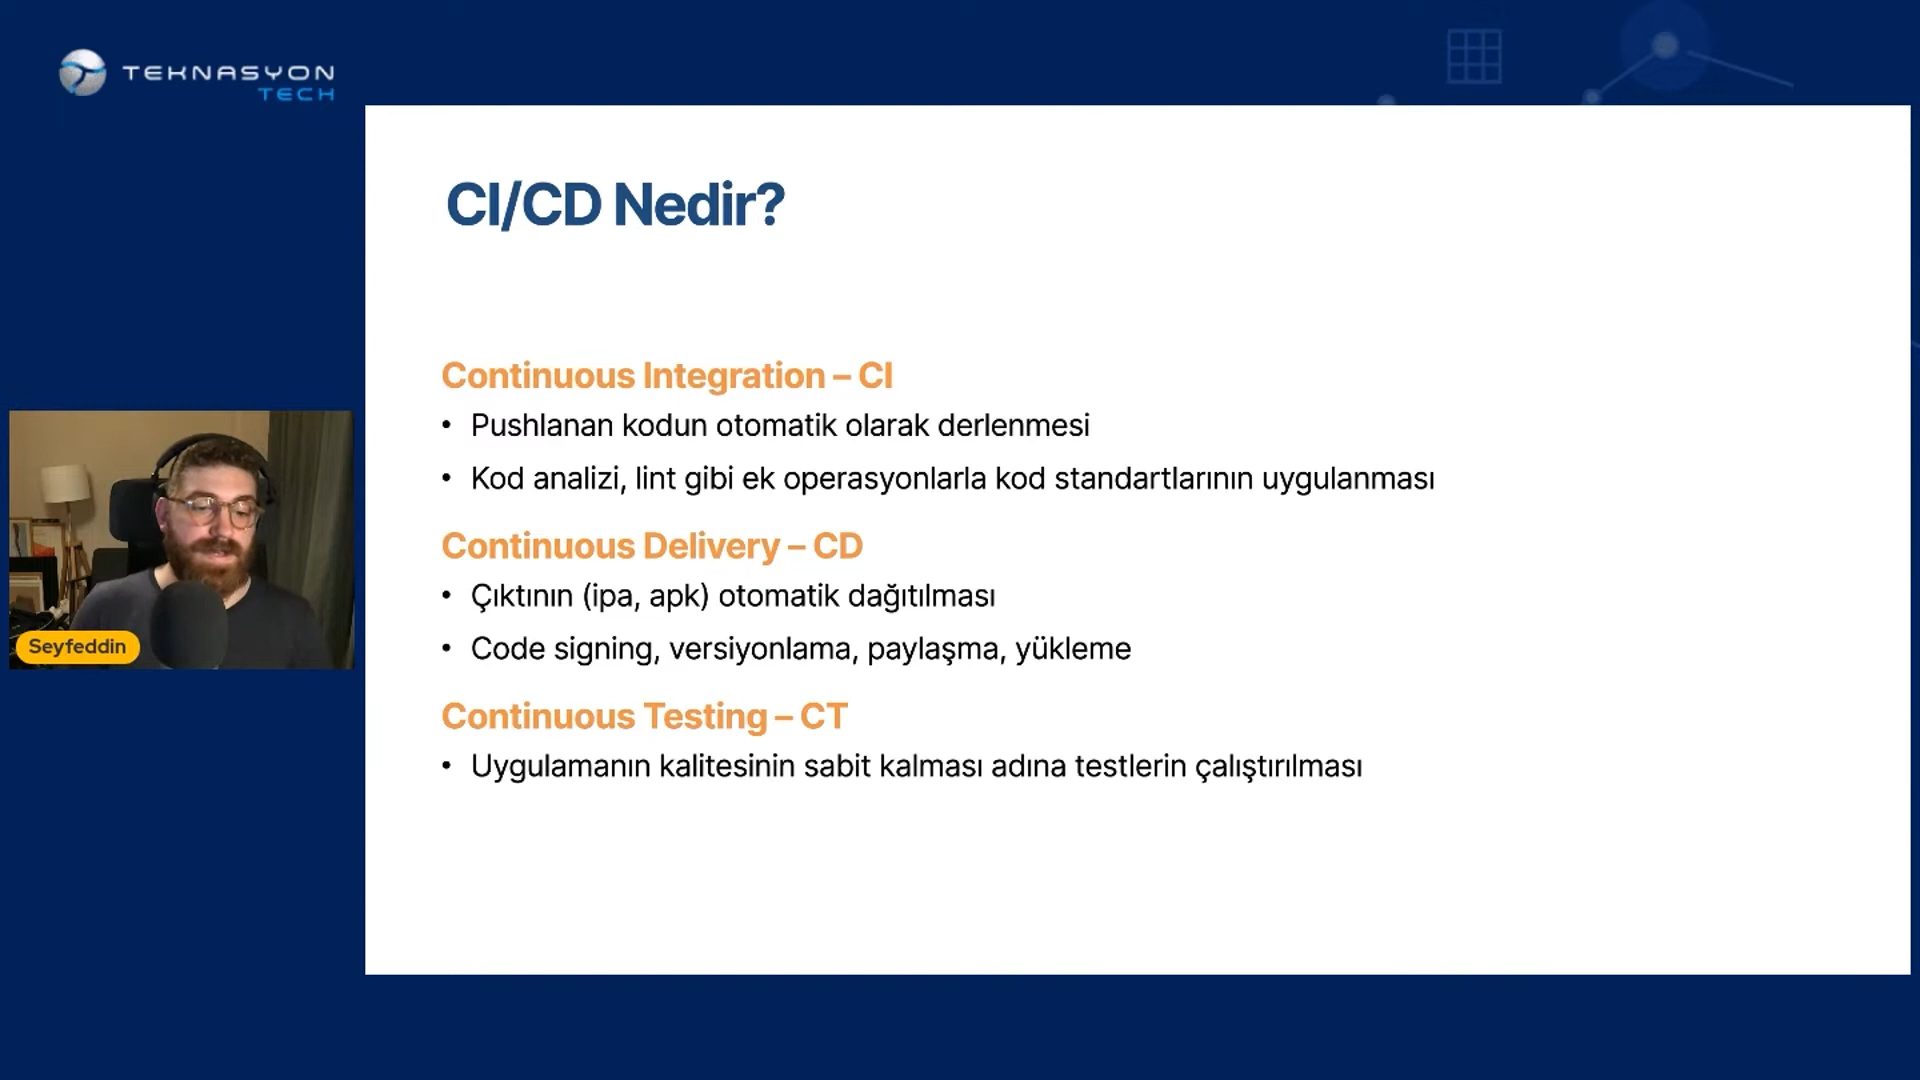 TEKNASYON
TECH
CI/CD Nedir?
Continuous Integration – CI
• Pushlanan kodun otomatik olarak derlenmesi
• Kod analizi, lint gibi ek operasyonlarla kod standartlarının uygulanması
Continuous Delivery – CD
• Çıktının (ipa, apk) otomatik dağıtılması
• Code signing, versiyonlama, paylaşma, yükleme
Continuous Testing – CT
• Uygulamanın kalitesinin sabit kalması adına testlerin çalıştırılması
Seyfeddin